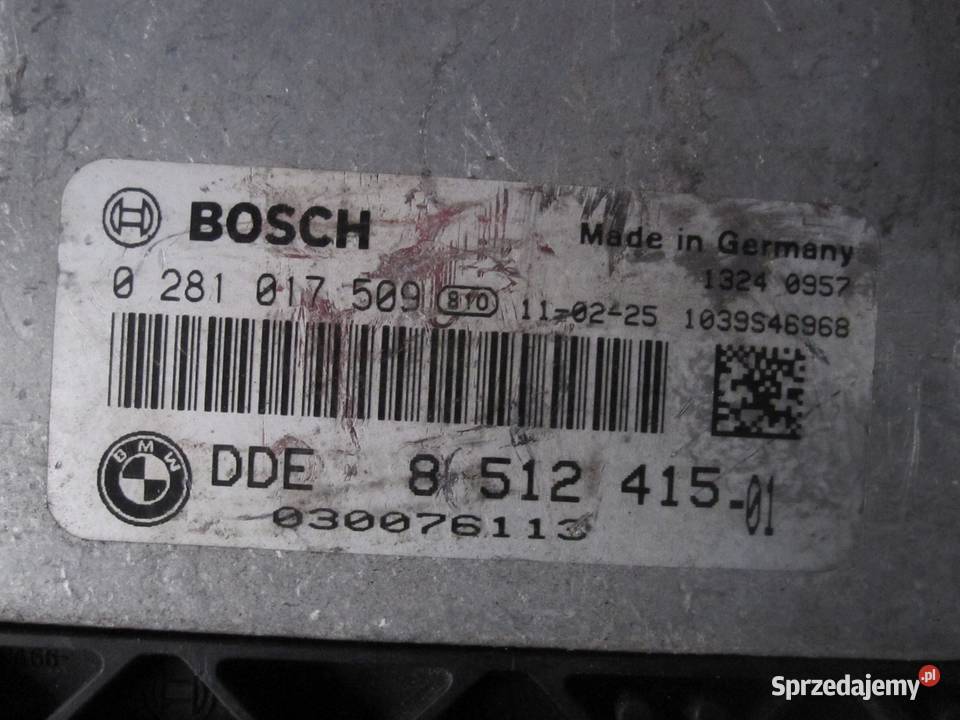 BOSCH
Made in Germany
1324 0957
0 281 017 509 810 11-02-25 1039S46968
BMW
DDE 8 512 415-01
030076113
Sprzedajemy.pl